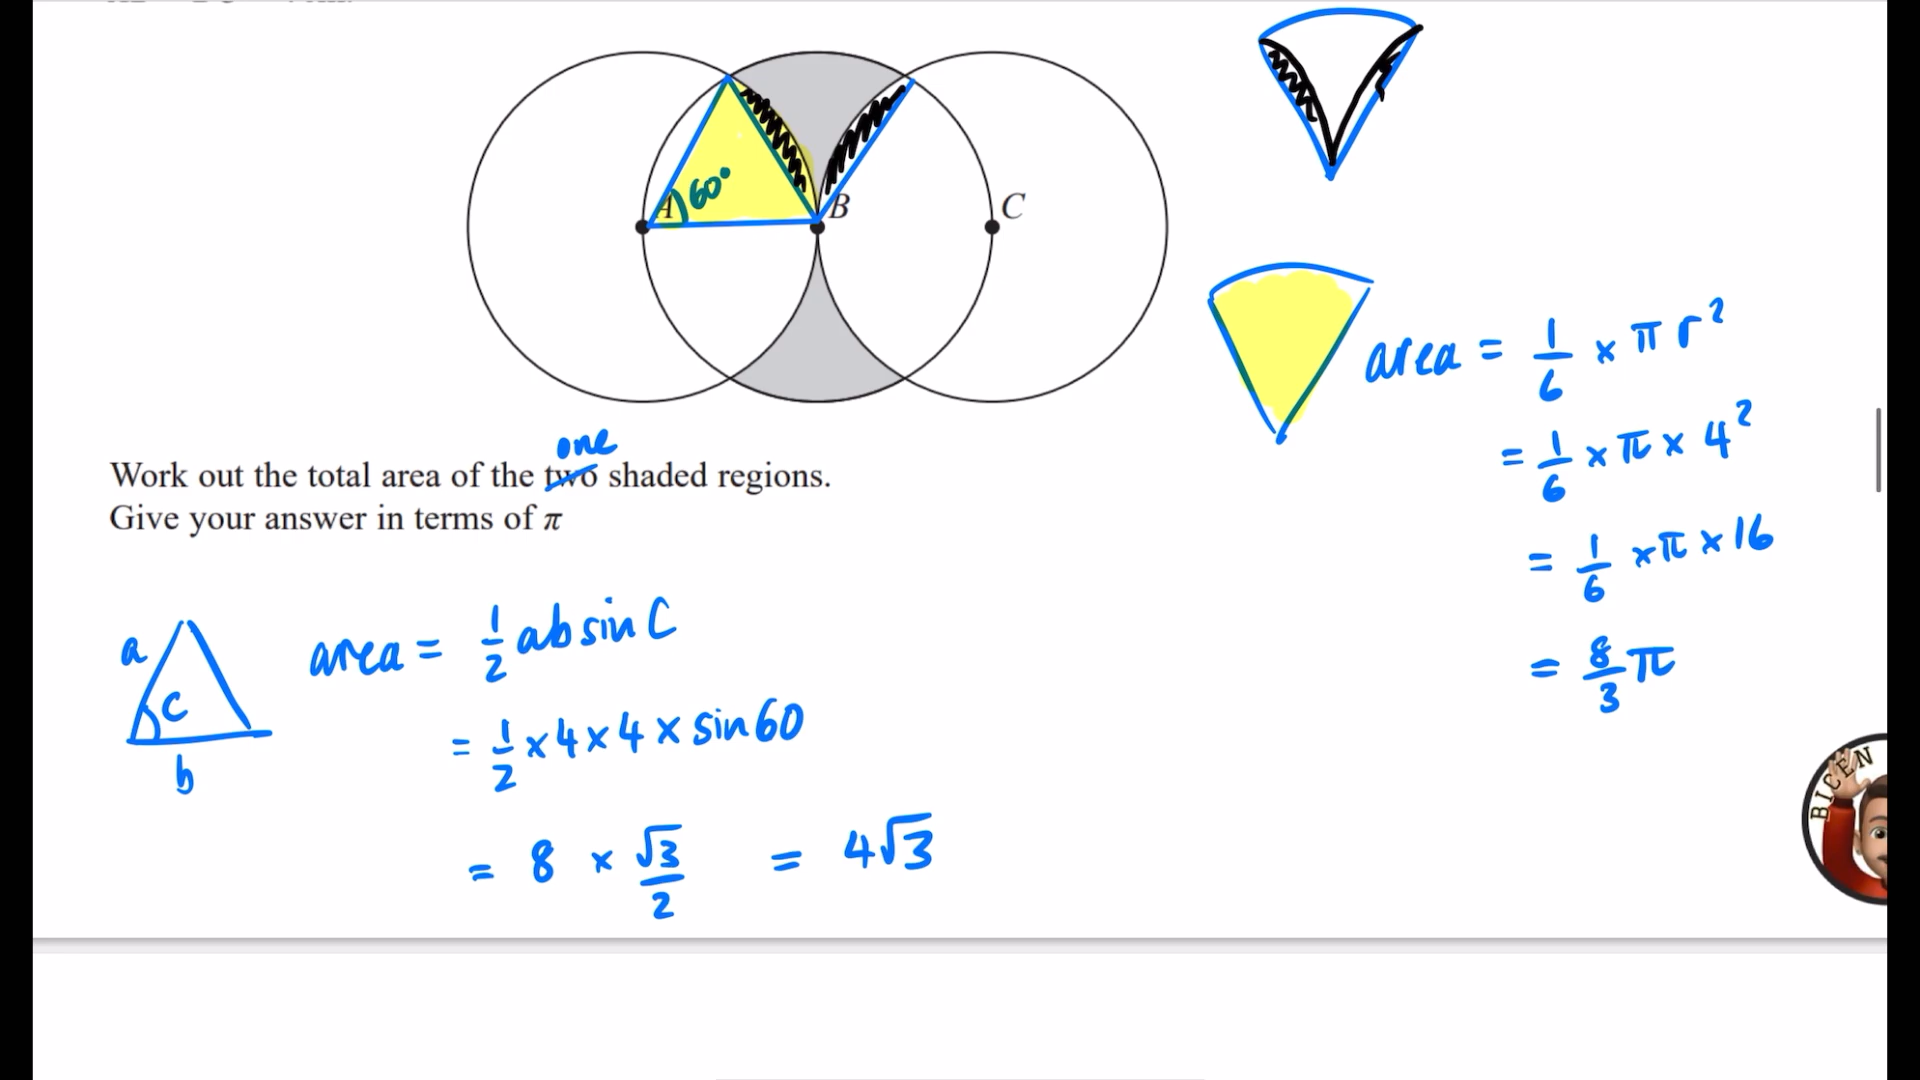 A
60°
B
C
one
Work out the total area of the two shaded regions.
Give your answer in terms of π
area = 1/6 × π r²
= 1/6 × π × 4²
= 1/6 × π × 16
= 8/3 π
a
C
b
area = 1/2 ab sin C
= 1/2 × 4 × 4 × sin 60
= 8 × √3/2 = 4√3
BICEN